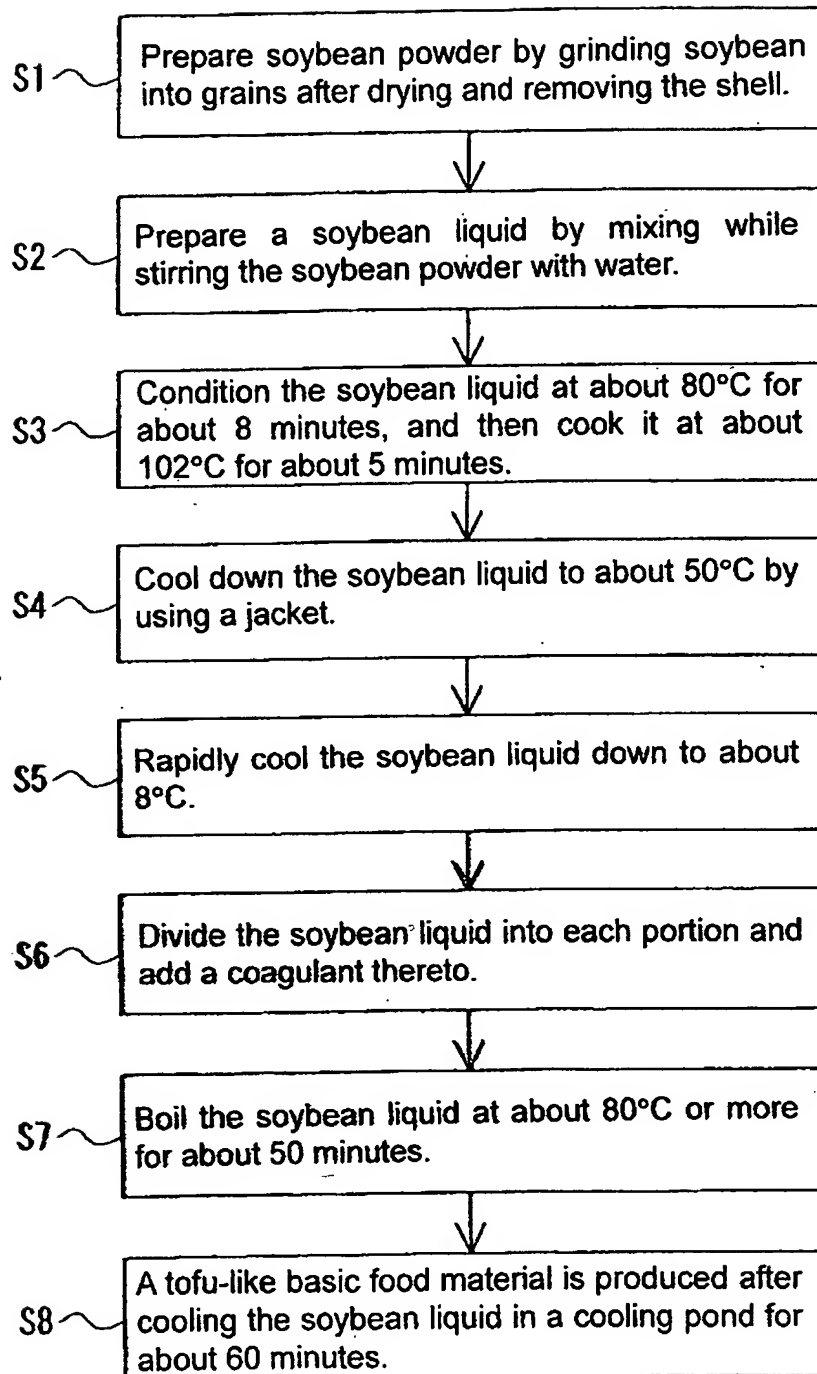 S1
Prepare soybean powder by grinding soybean
into grains after drying and removing the shell.
S2
Prepare a soybean liquid by mixing while
stirring the soybean powder with water.
S3
Condition the soybean liquid at about 80°C for
about 8 minutes, and then cook it at about
102°C for about 5 minutes.
S4
Cool down the soybean liquid to about 50°C by
using a jacket.
S5
Rapidly cool the soybean liquid down to about
8°C.
S6
Divide the soybean liquid into each portion and
add a coagulant thereto.
S7
Boil the soybean liquid at about 80°C or more
for about 50 minutes.
S8
A tofu-like basic food material is produced after
cooling the soybean liquid in a cooling pond for
about 60 minutes.